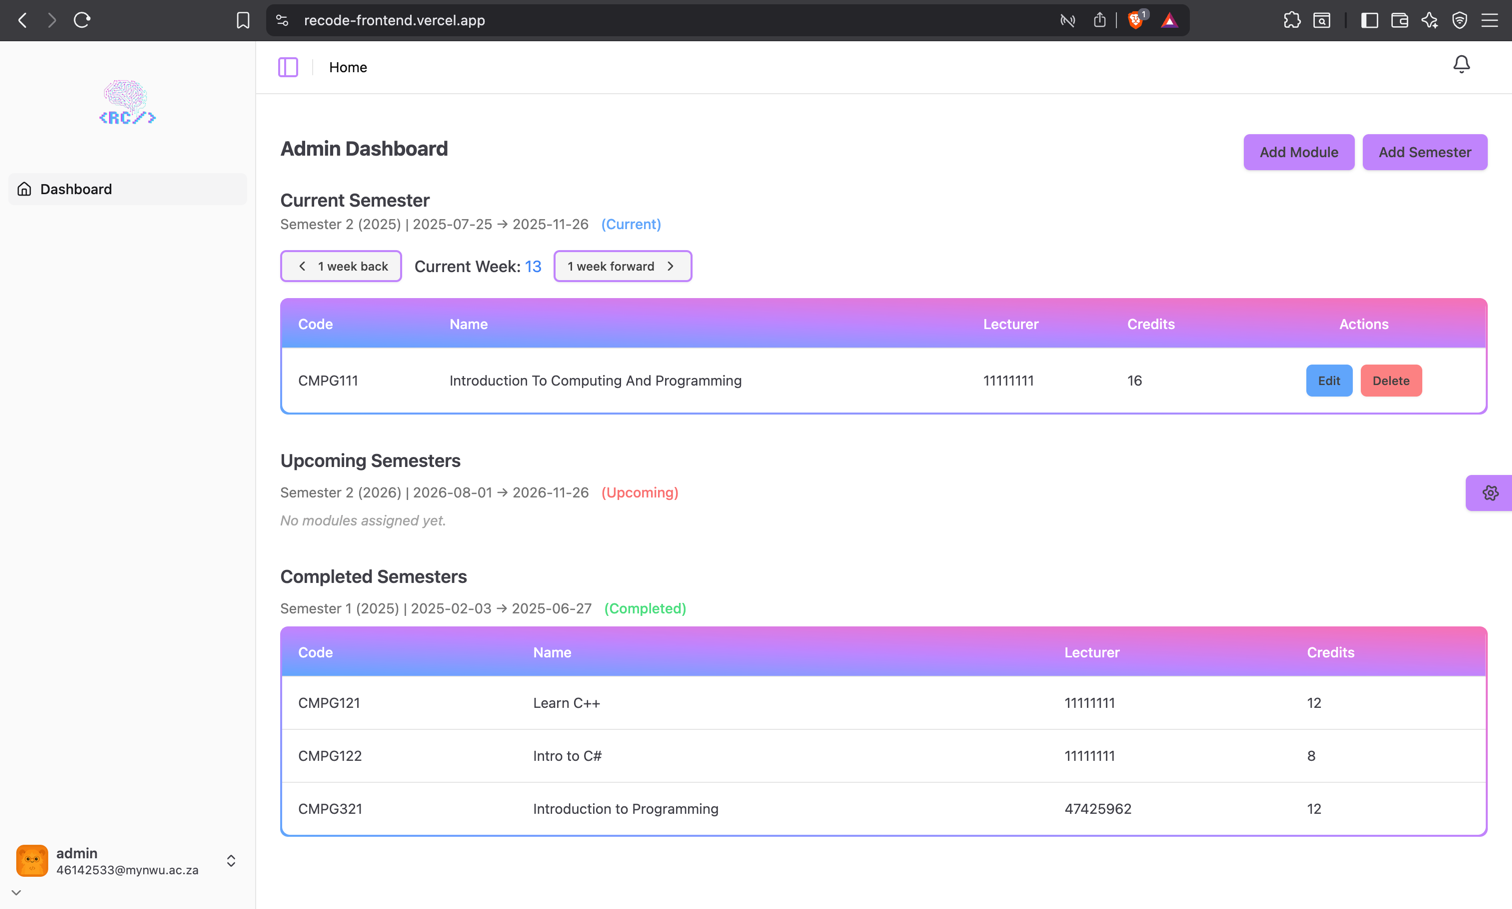 recode-frontend.vercel.app
1
<RC/>
Home
Dashboard
Admin Dashboard
Add Module
Add Semester
Current Semester
Semester 2 (2025) | 2025-07-25 → 2025-11-26 (Current)
1 week back
Current Week: 13
1 week forward
Code Name Lecturer Credits Actions
CMPG111 Introduction To Computing And Programming 11111111 16 Edit Delete
Upcoming Semesters
Semester 2 (2026) | 2026-08-01 → 2026-11-26 (Upcoming)
No modules assigned yet.
Completed Semesters
Semester 1 (2025) | 2025-02-03 → 2025-06-27 (Completed)
Code Name Lecturer Credits
CMPG121 Learn C++ 11111111 12
CMPG122 Intro to C# 11111111 8
CMPG321 Introduction to Programming 47425962 12
admin
46142533@mynwu.ac.za